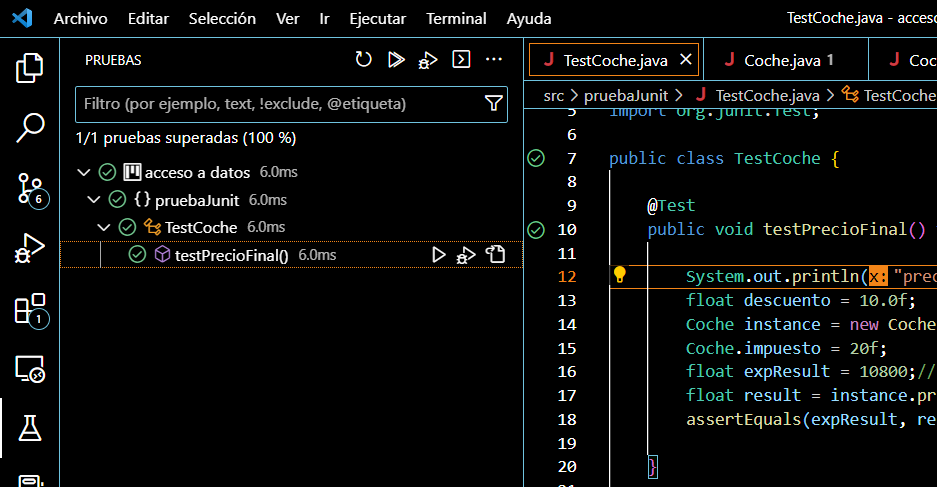 Archivo Editar Selección Ver Ir Ejecutar Terminal Ayuda TestCoche.java - acceso
PRUEBAS
Filtro (por ejemplo, text, !exclude, @etiqueta)
1/1 pruebas superadas (100 %)
acceso a datos 6.0ms
{} pruebaJunit 6.0ms
TestCoche 6.0ms
testPrecioFinal() 6.0ms
6
1
J TestCoche.java × J Coche.java 1 J Coc
src > pruebaJunit > J TestCoche.java > TestCoche
5 import org.junit.Test;
6
7 public class TestCoche {
8
9 @Test
10 public void testPrecioFinal()
11
12 System.out.println(x: "prec
13 float descuento = 10.0f;
14 Coche instance = new Coche
15 Coche.impuesto = 20f;
16 float expResult = 10800;//
17 float result = instance.pr
18 assertEquals(expResult, re
19
20 }